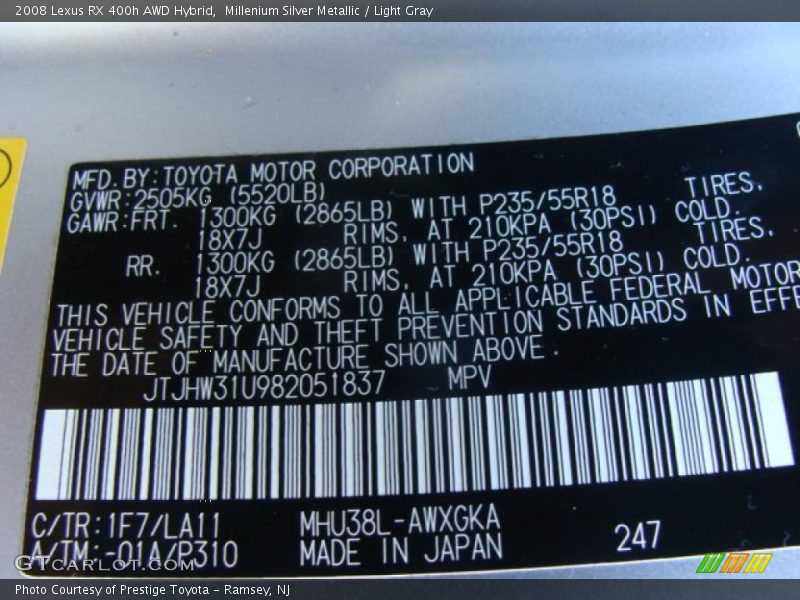 2008 Lexus RX 400h AWD Hybrid, Millenium Silver Metallic / Light Gray
MFD. BY: TOYOTA MOTOR CORPORATION
GVWR: 2505KG (5520LB)
GAWR: FRT. 1300KG (2865LB) WITH P235/55R18 TIRES,
18X7J RIMS, AT 210KPA (30PSI) COLD.
RR. 1300KG (2865LB) WITH P235/55R18 TIRES,
18X7J RIMS, AT 210KPA (30PSI) COLD.
THIS VEHICLE CONFORMS TO ALL APPLICABLE FEDERAL MOTOR
VEHICLE SAFETY AND THEFT PREVENTION STANDARDS IN EFFE
THE DATE OF MANUFACTURE SHOWN ABOVE.
JTJHW31U982051837 MPV
C/TR: 1F7/LA11 MHU38L-AWXGKA
A/TM: -01A/P310 MADE IN JAPAN 247
GTCARLOT.COM
Photo Courtesy of Prestige Toyota - Ramsey, NJ